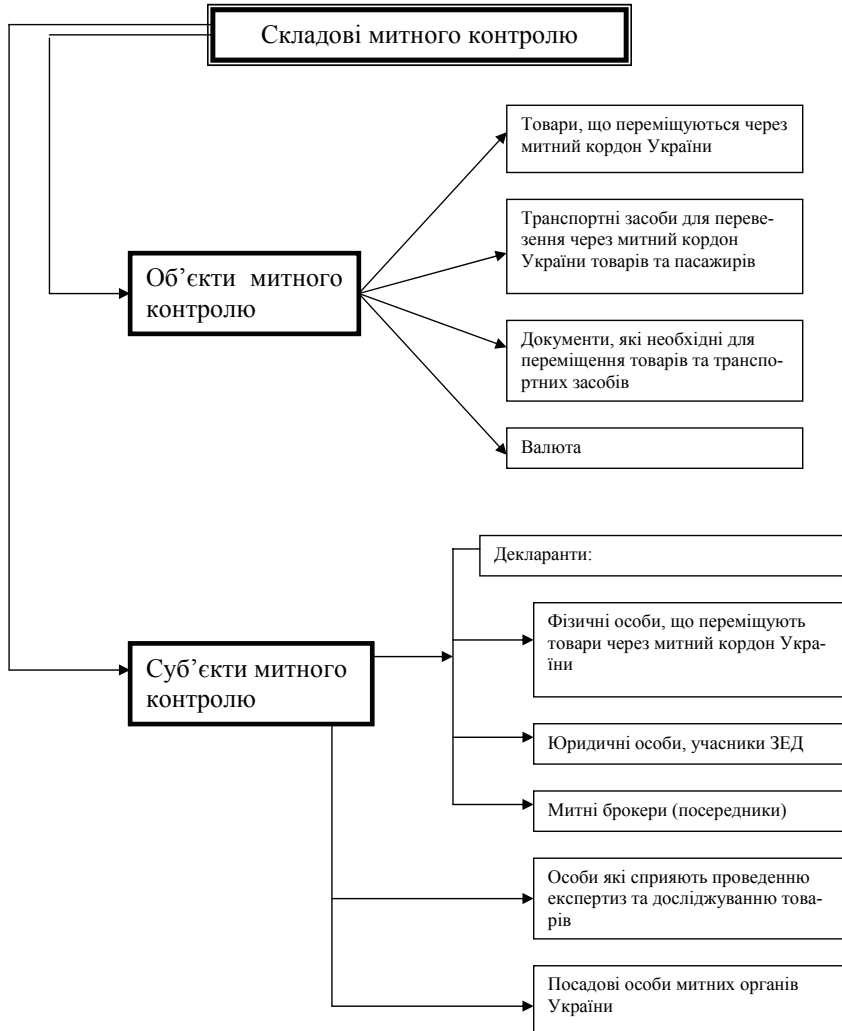 Складові митного контролю
Товари, що переміщуються через
митний кордон України
Транспортні засоби для переве-
зення через митний кордон
України товарів та пасажирів
Об’єкти митного
контролю
Документи, які необхідні для
переміщення товарів та транспо-
ртних засобів
Валюта
Декларанти:
Фізичні особи, що переміщують
товари через митний кордон Укра-
їни
Суб’єкти митного
контролю
Юридичні особи, учасники ЗЕД
Митні брокери (посередники)
Особи які сприяють проведенню
експертиз та досліджуванню това-
рів
Посадові особи митних органів
України